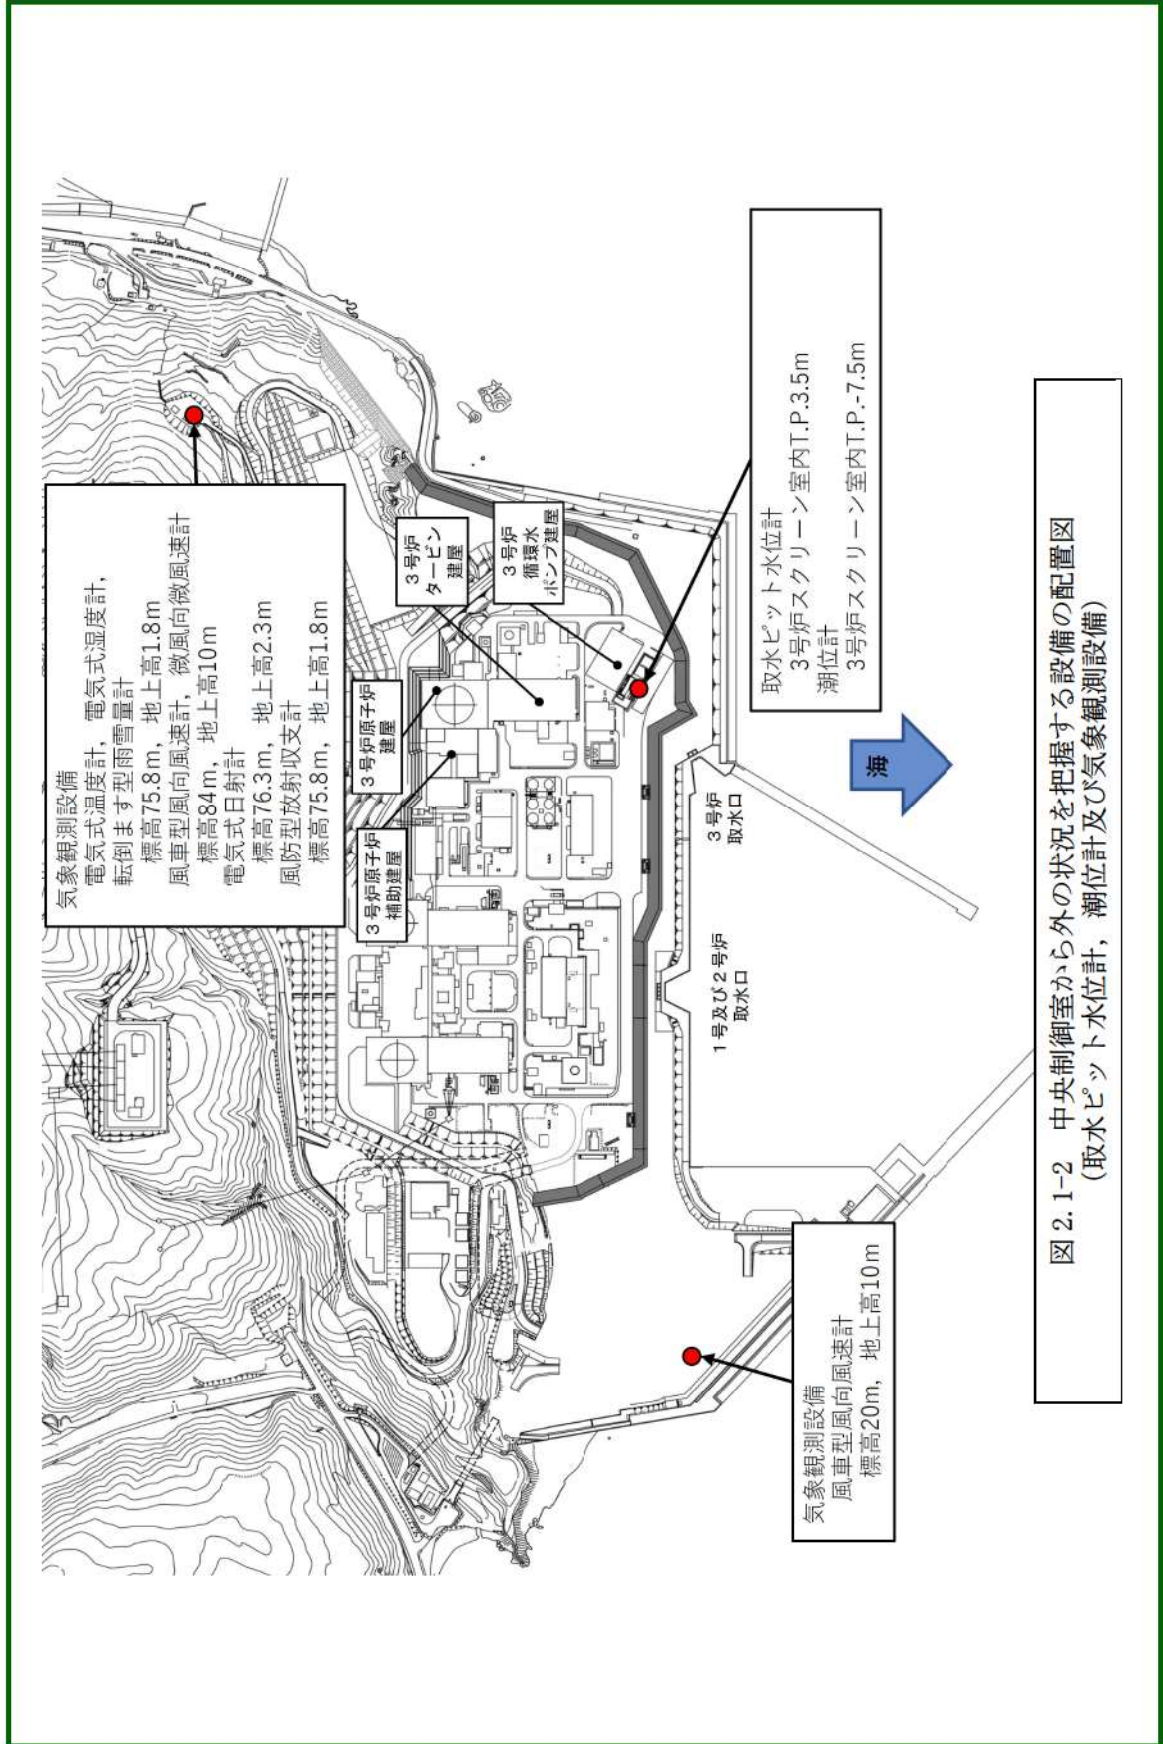 気象観測設備
電気式温度計，電気式湿度計，
転倒ます型雨雪量計
標高75.8m，地上高1.8m
風車型風向風速計，微風向微風速計
標高84m，地上高10m
電気式日射計
標高76.3m，地上高2.3m
風防型放射収支計
標高75.8m，地上高1.8m
3号炉原子炉
補助建屋
3号炉原子炉
建屋
3号炉
タービン
建屋
3号炉
循環水
ポンプ建屋
1号及び2号炉
取水口
3号炉
取水口
気象観測設備
風車型風向風速計
標高20m，地上高10m
海
取水ピット水位計
3号炉スクリーン室内T.P.3.5m
潮位計
3号炉スクリーン室内T.P.-7.5m
図 2.1-2　中央制御室から外の状況を把握する設備の配置図
(取水ピット水位計，潮位計及び気象観測設備)